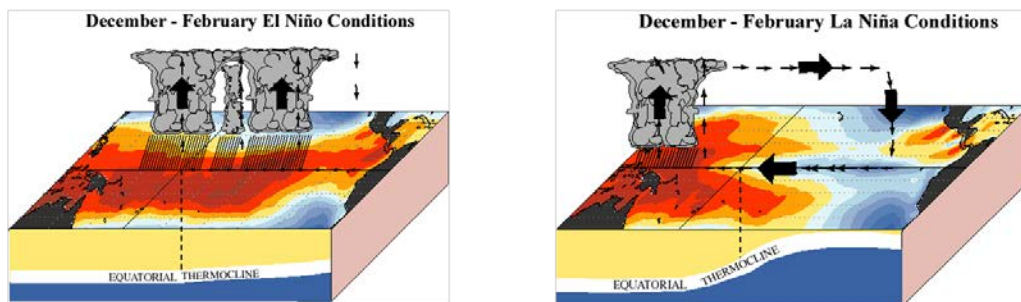 December - February El Niño Conditions
EQUATORIAL THERMOCLINE
December - February La Niña Conditions
EQUATORIAL THERMOCLINE